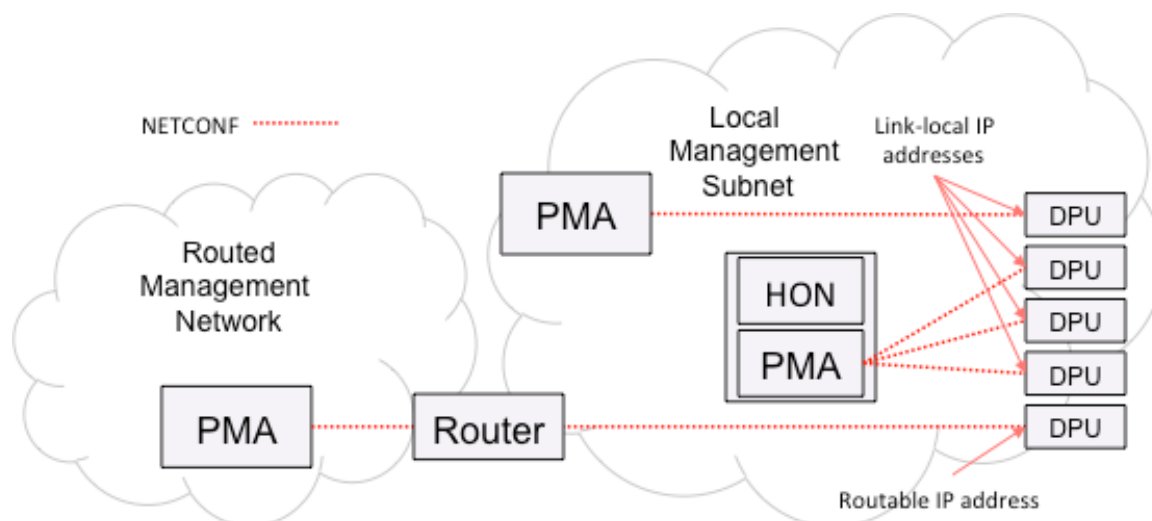 NETCONF
Local
Management
Subnet
Link-local IP
addresses
PMA
DPU
Routed
Management
Network
DPU
HON
DPU
PMA
DPU
PMA
Router
DPU
Routable IP address